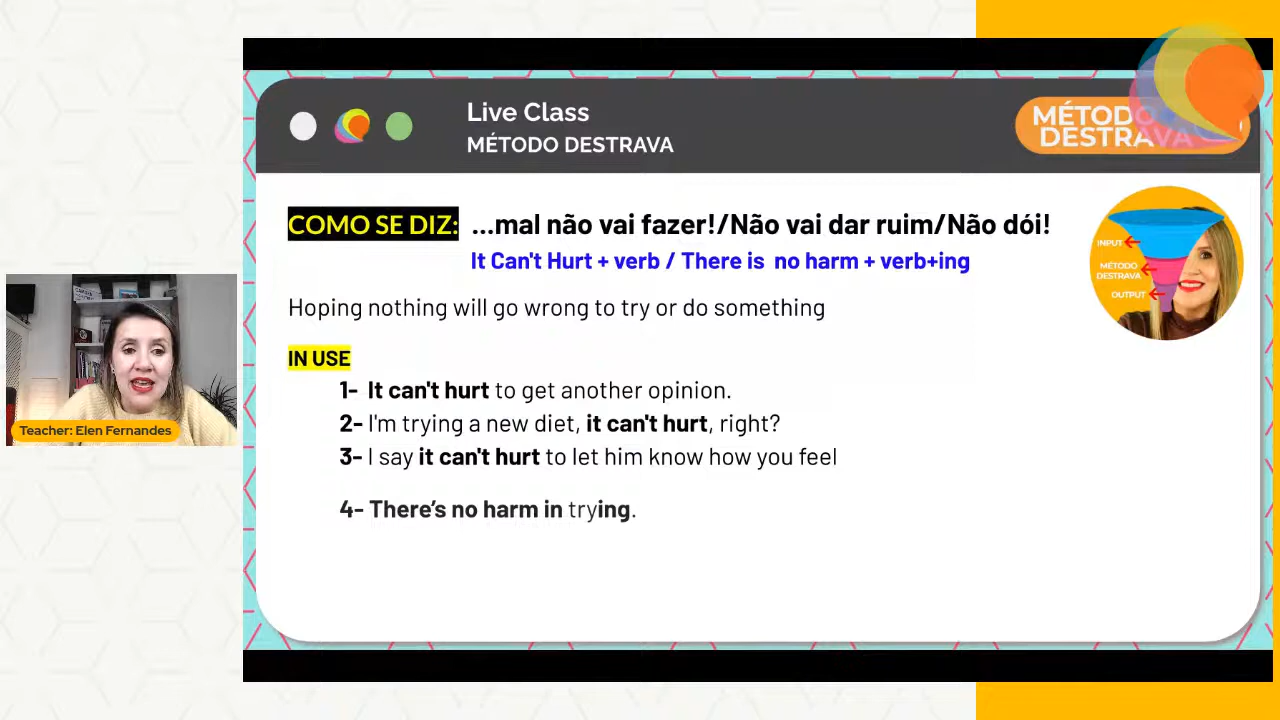 Live Class
MÉTODO DESTRAVA
MÉTODO
DESTRAVA
COMO SE DIZ: ...mal não vai fazer!/Não vai dar ruim/Não dói!
It Can't Hurt + verb / There is no harm + verb+ing
INPUT
MÉTODO
DESTRAVA
OUTPUT
Hoping nothing will go wrong to try or do something
IN USE
1- It can't hurt to get another opinion.
2- I'm trying a new diet, it can't hurt, right?
3- I say it can't hurt to let him know how you feel
4- There's no harm in trying.
Teacher: Elen Fernandes